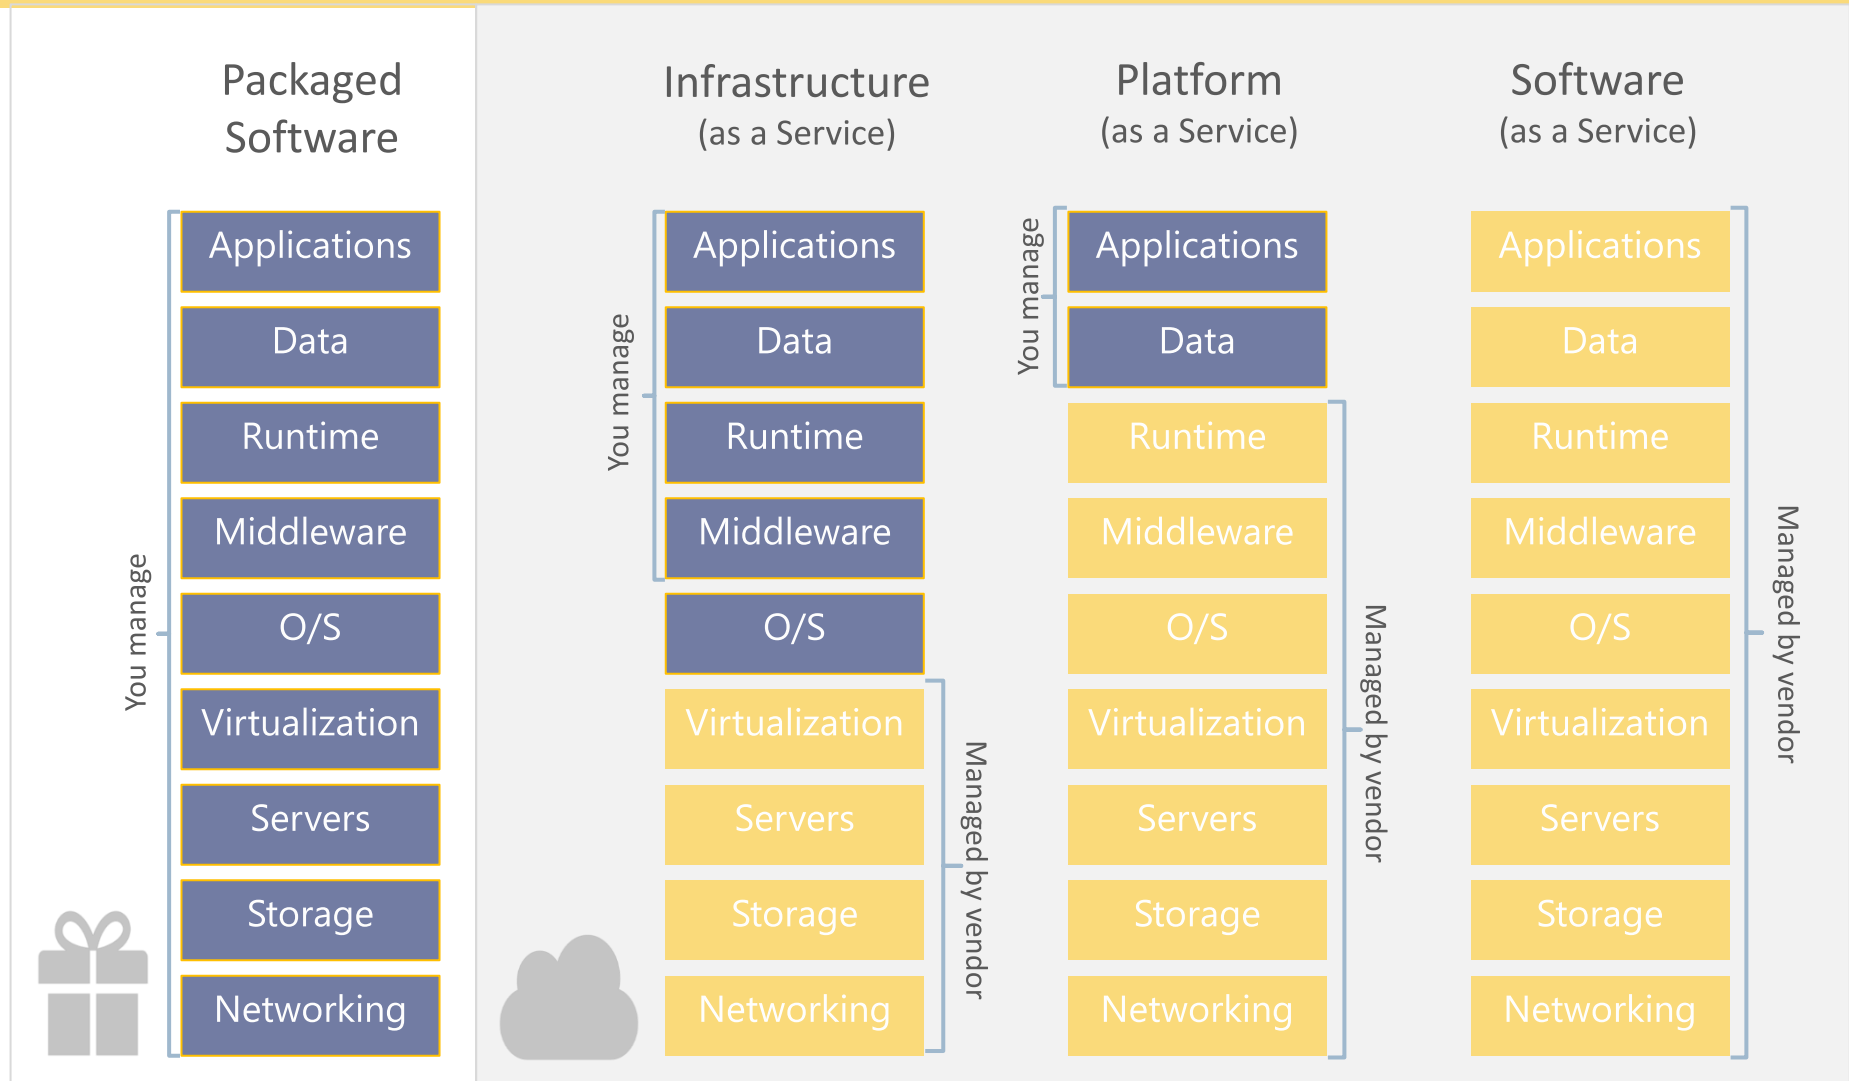 Packaged
Software
You manage
Applications
Data
Runtime
Middleware
O/S
Virtualization
Servers
Storage
Networking
Infrastructure
(as a Service)
You manage
Applications
Data
Runtime
Middleware
O/S
Virtualization
Servers
Storage
Networking
Managed by vendor
Platform
(as a Service)
You manage
Applications
Data
Runtime
Middleware
O/S
Virtualization
Servers
Storage
Networking
Managed by vendor
Software
(as a Service)
Applications
Data
Runtime
Middleware
O/S
Virtualization
Servers
Storage
Networking
Managed by vendor